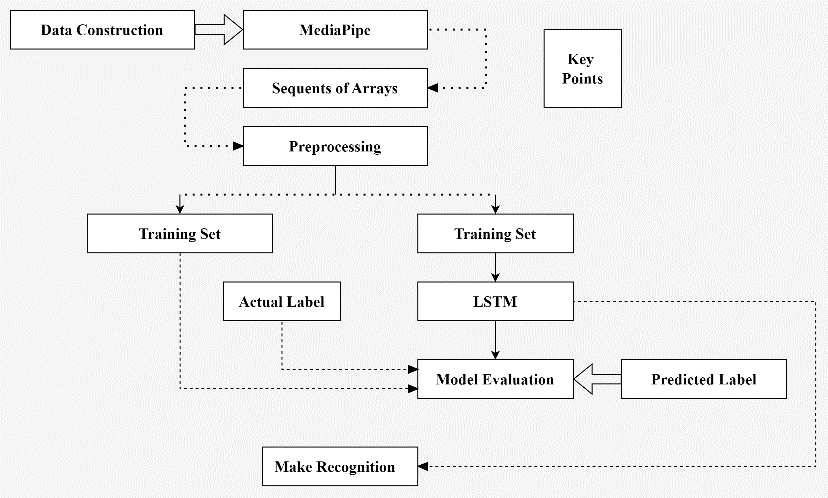 Data Construction
MediaPipe
Key
Points
Sequents of Arrays
Preprocessing
Training Set
Training Set
Actual Label
LSTM
Model Evaluation
Predicted Label
Make Recognition